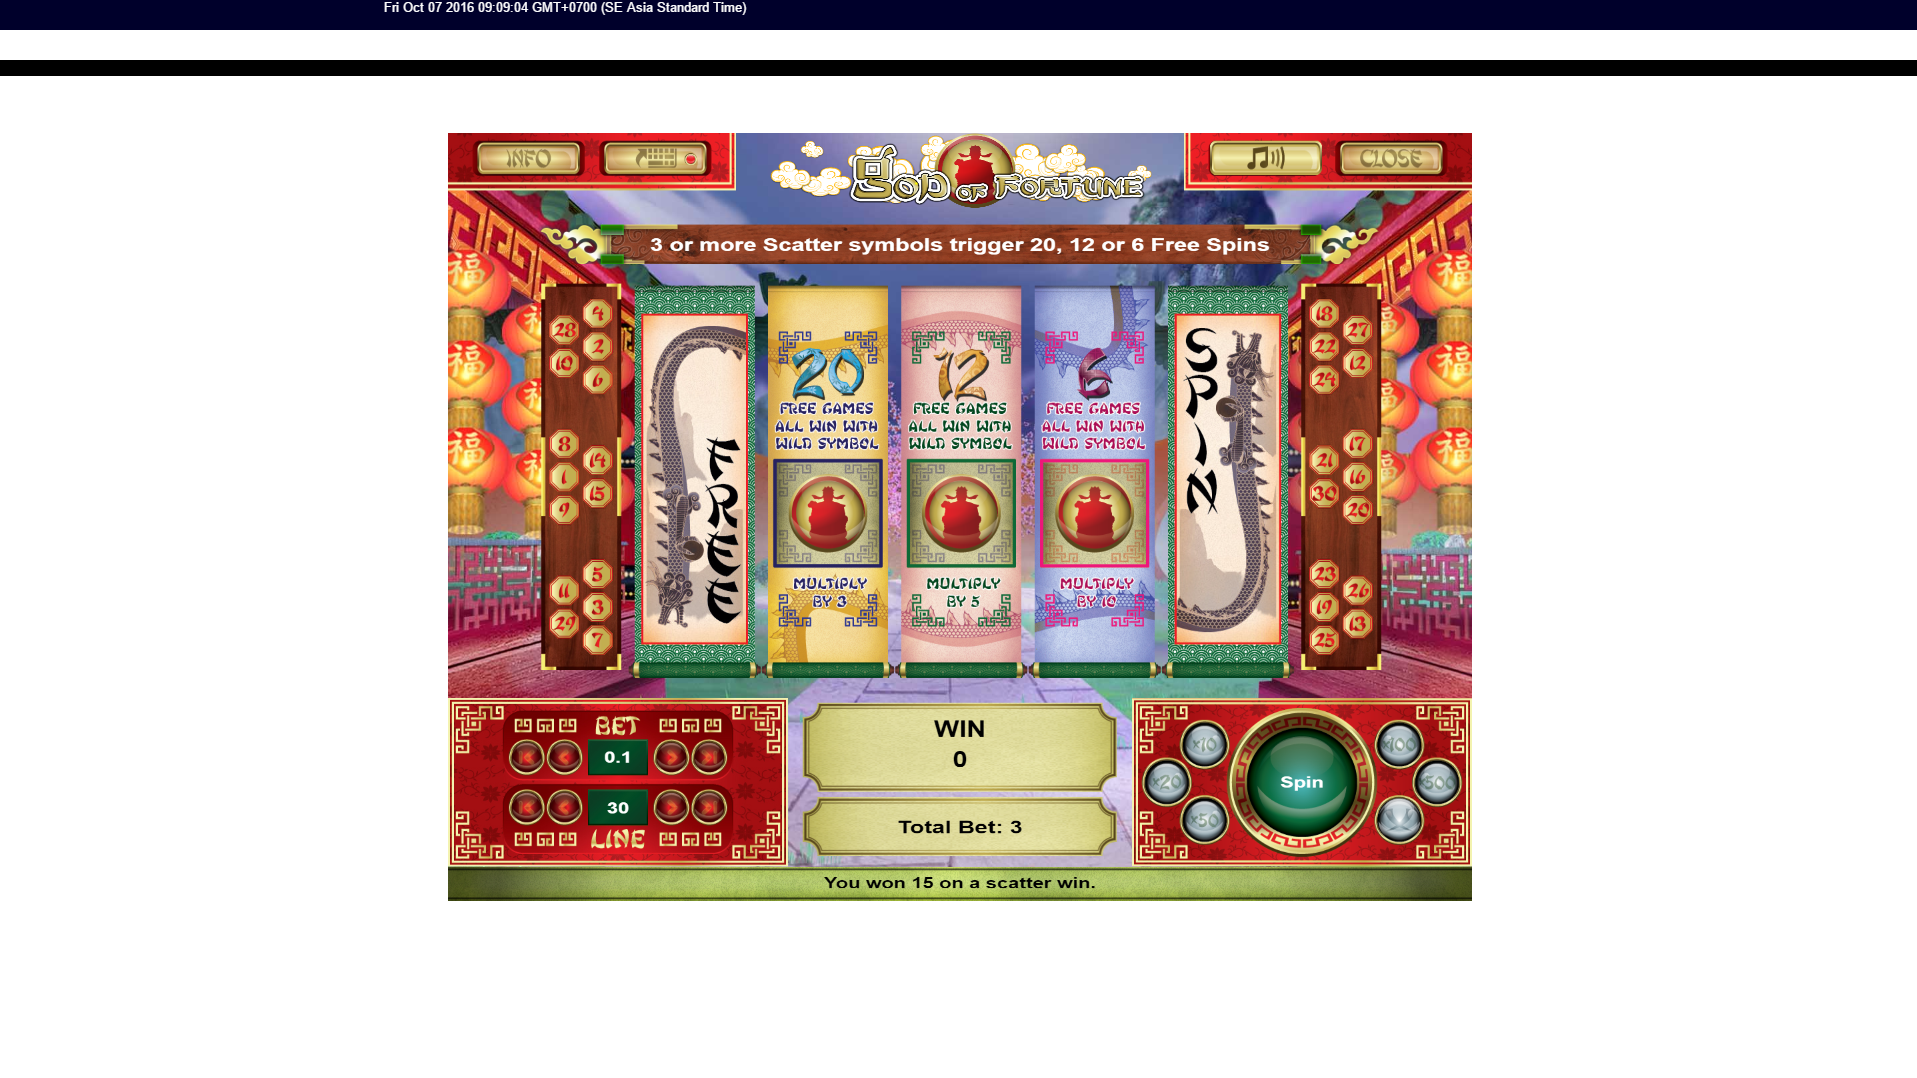 Fri Oct 07 2016 09:09:04 GMT+0700 (SE Asia Standard Time)
INFO
CLOSE
GOD OF FORTUNE
3 or more Scatter symbols trigger 20, 12 or 6 Free Spins
福
福
福
福
福
福
4
28
2
10
6
8
14
1
15
9
5
11
3
29
7
FREE
20
FREE GAMES
ALL WIN WITH
WILD SYMBOL
MULTIPLY
BY 3
12
FREE GAMES
ALL WIN WITH
WILD SYMBOL
MULTIPLY
BY 5
6
FREE GAMES
ALL WIN WITH
WILD SYMBOL
MULTIPLY
BY 10
SPIN
18
27
22
12
24
17
21
16
30
20
23
26
19
13
25
BET
0.1
30
LINE
WIN
0
Total Bet: 3
x10
x20
x50
Spin
x100
x500
You won 15 on a scatter win.